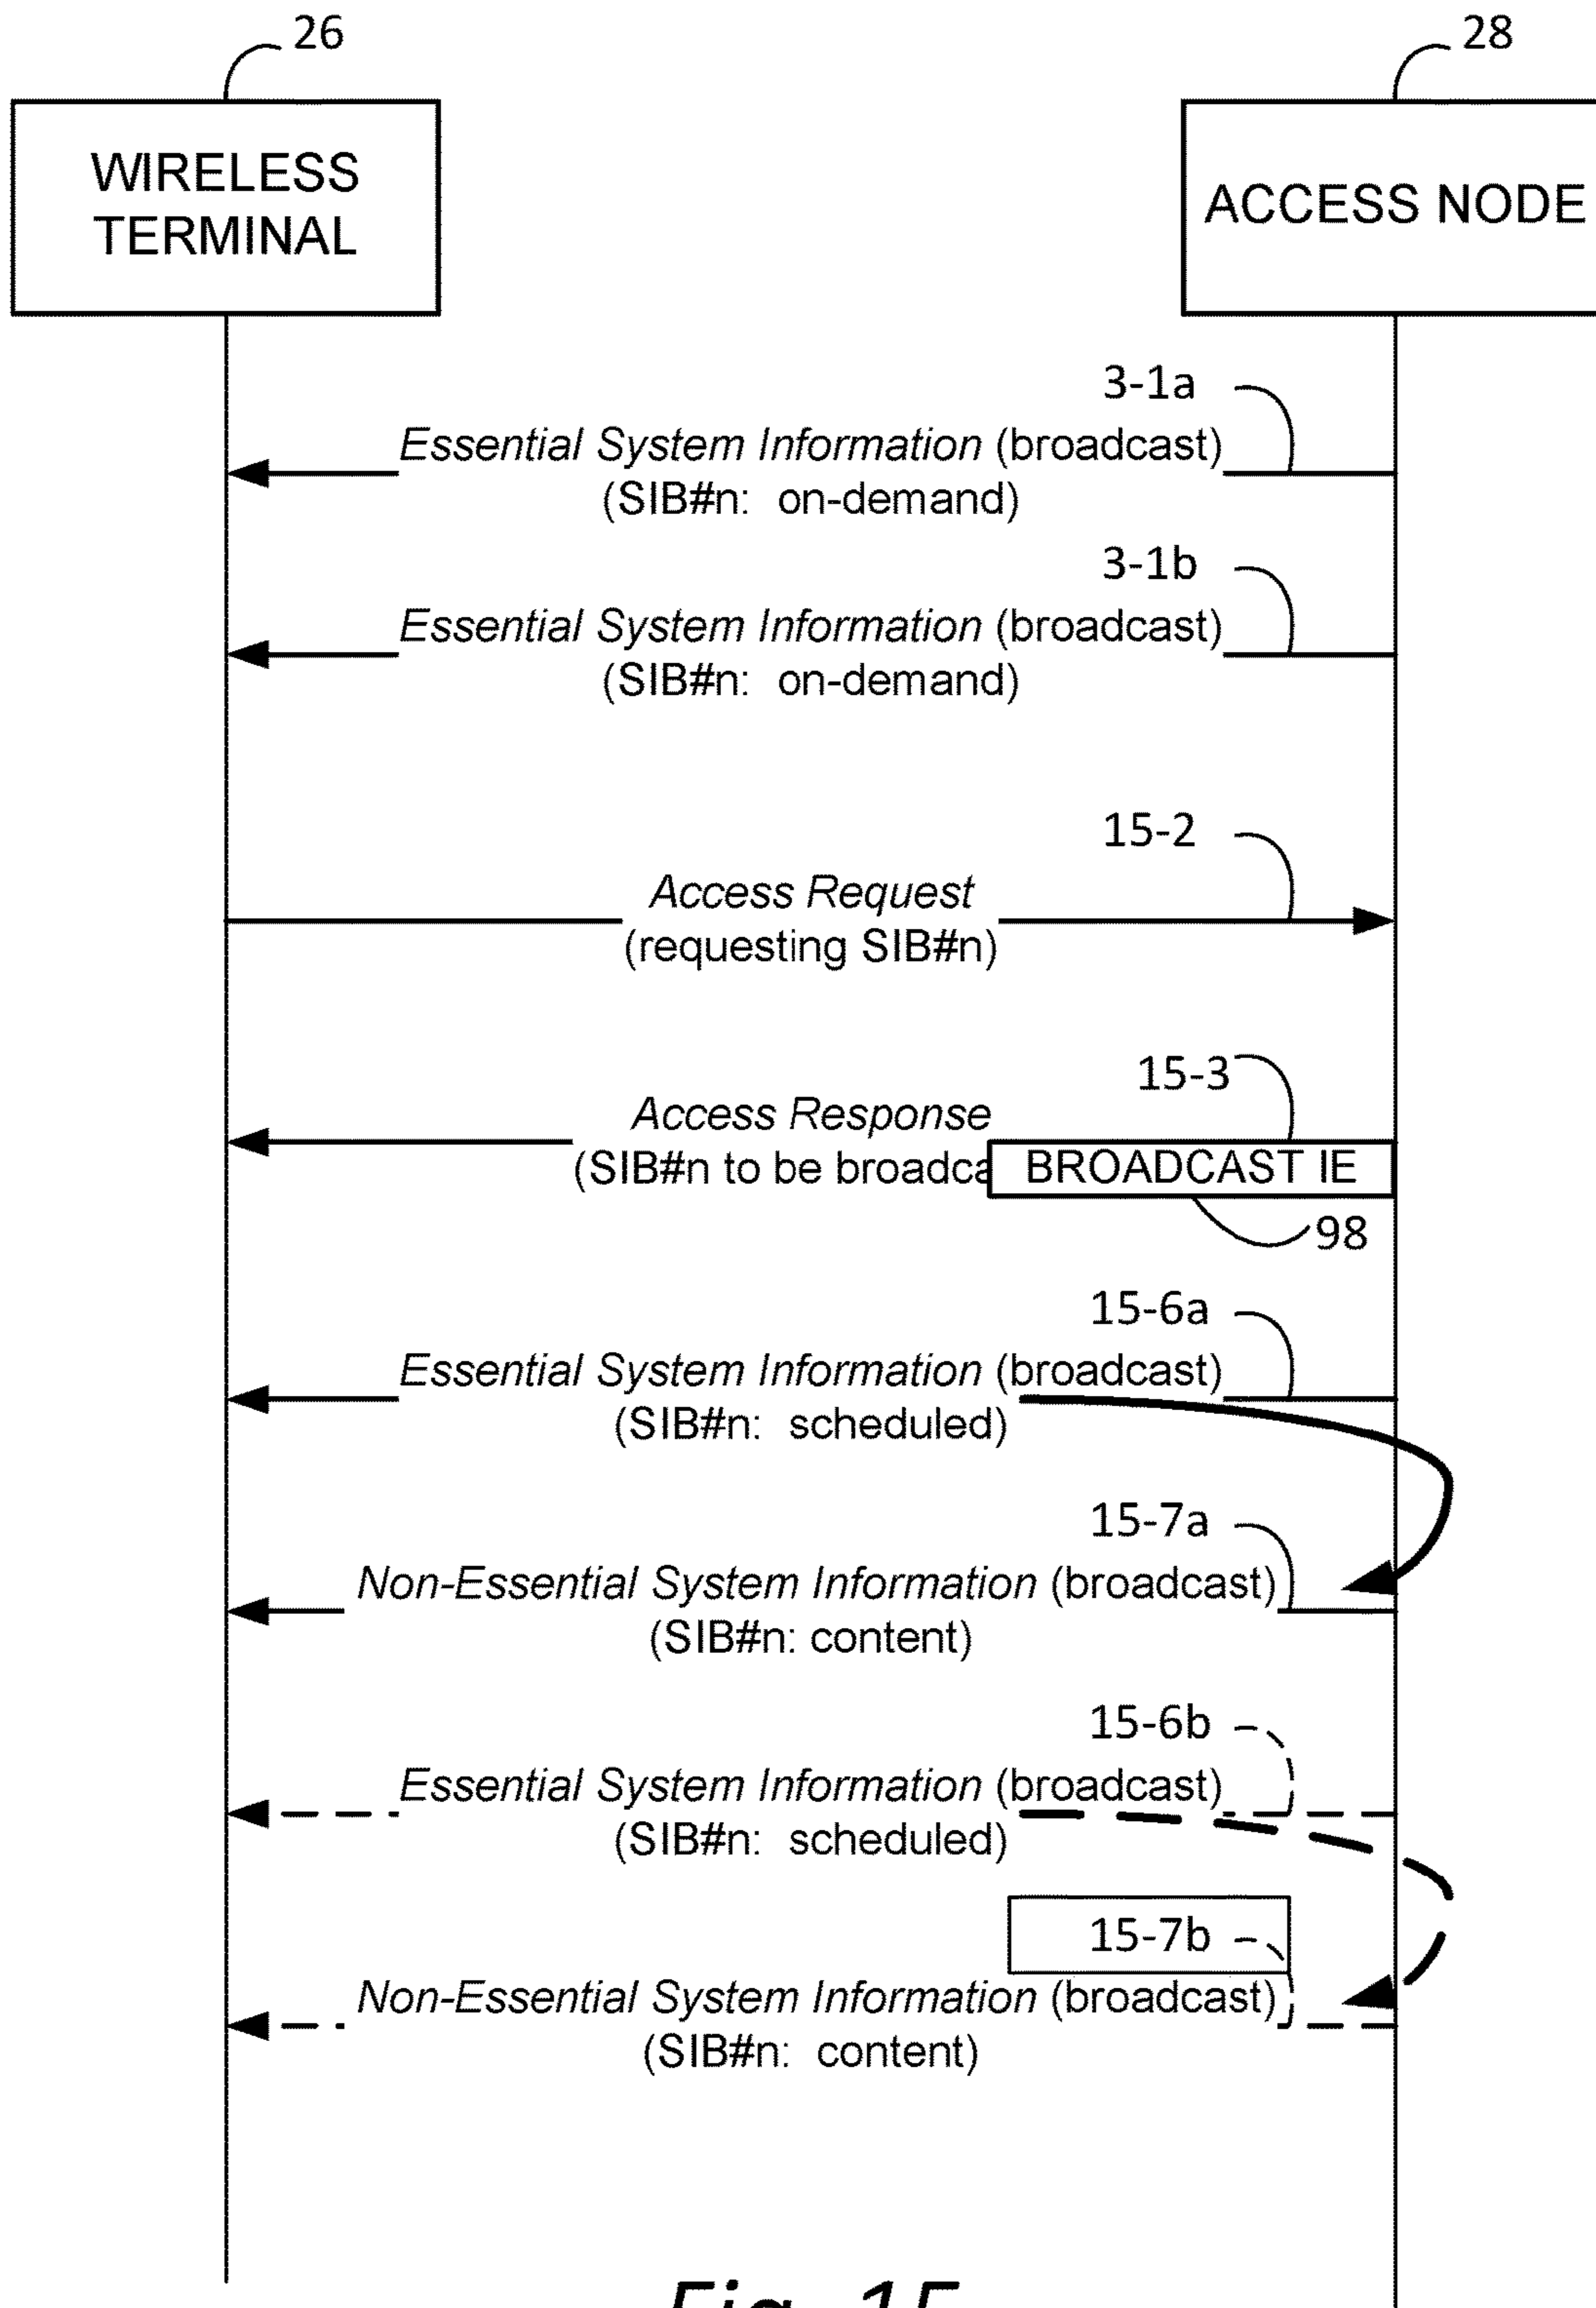 26
28
WIRELESS
TERMINAL
ACCESS NODE
3-1a
Essential System Information (broadcast)
(SIB#n: on-demand)
3-1b
Essential System Information (broadcast)
(SIB#n: on-demand)
15-2
Access Request
(requesting SIB#n)
15-3
Access Response
(SIB#n to be broadca
BROADCAST IE
98
15-6a
Essential System Information (broadcast)
(SIB#n: scheduled)
15-7a
Non-Essential System Information (broadcast)
(SIB#n: content)
15-6b
Essential System Information (broadcast)
(SIB#n: scheduled)
15-7b
Non-Essential System Information (broadcast)
(SIB#n: content)
Fig. 15